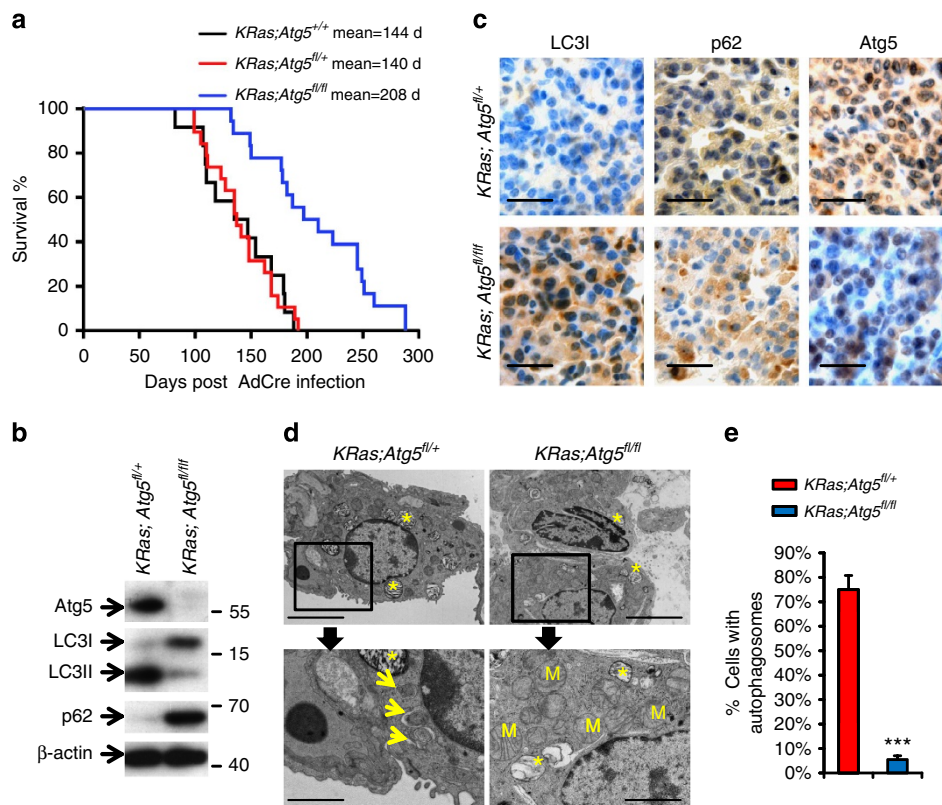 a
KRas;Atg5+/+ mean=144 d
KRas;Atg5fl/+ mean=140 d
KRas;Atg5fl/fl mean=208 d
100
80
60
40
20
0
Survival %
0 50 100 150 200 250 300
Days post AdCre infection
b
KRas; Atg5fl/+
KRas; Atg5fl/flf
Atg5
55
LC3I
15
LC3II
p62
70
β-actin
40
c
LC3I p62 Atg5
KRas; Atg5fl/+
KRas; Atg5fl/flf
d
KRas;Atg5fl/+ KRas;Atg5fl/fl
*
*
*
*
*
*
*
M
M
M
M
e
KRas;Atg5fl/+
KRas;Atg5fl/fl
90%
80%
70%
60%
50%
40%
30%
20%
10%
0%
% Cells with
autophagosomes
***